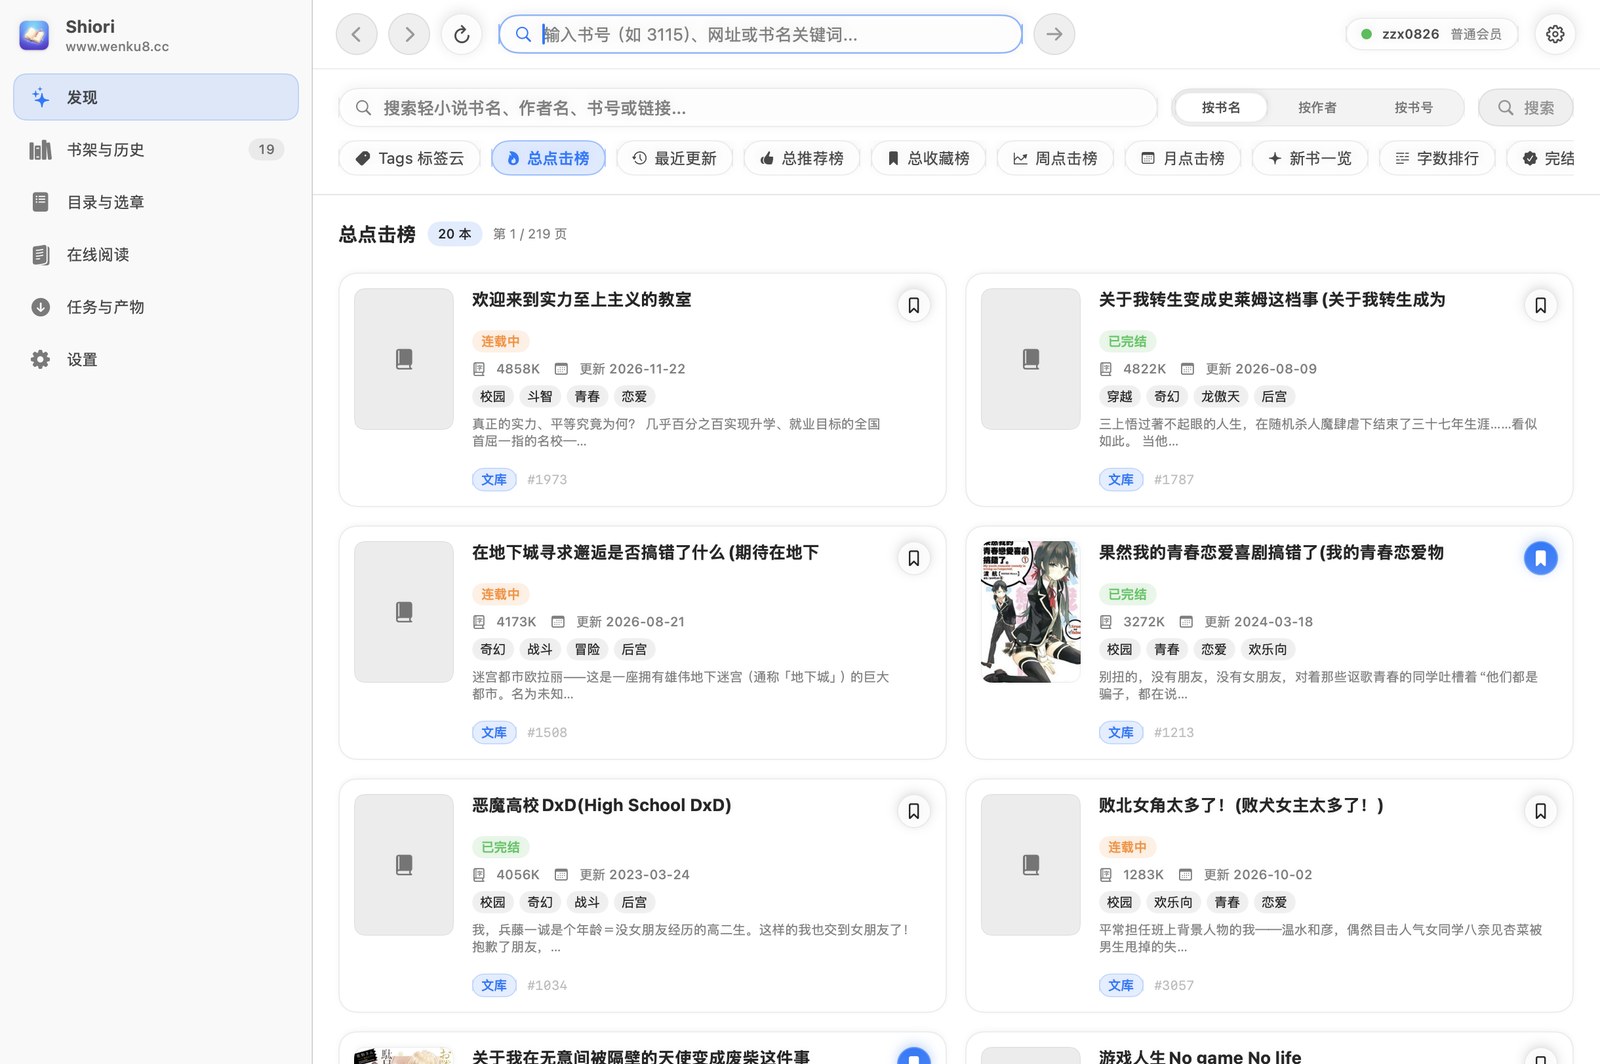 Shiori
www.wenku8.cc
发现
书架与历史 19
目录与选章
在线阅读
任务与产物
设置
输入书号（如 3115）、网址或书名关键词...
zzx0826 普通会员
搜索轻小说书名、作者名、书号或链接...
按书名 按作者 按书号 搜索
Tags 标签云 总点击榜 最近更新 总推荐榜 总收藏榜 周点击榜 月点击榜 新书一览 字数排行 完结
总点击榜 20 本 第 1 / 219 页
欢迎来到实力至上主义的教室
连载中
4858K 更新 2026-11-22
校园 斗智 青春 恋爱
真正的实力、平等究竟为何？ 几乎百分之百实现升学、就业目标的全国
首屈一指的名校—...
文库 #1973
关于我转生变成史莱姆这档事(关于我转生成为
已完结
4822K 更新 2026-08-09
穿越 奇幻 龙傲天 后宫
三上悟过著不起眼的人生，在随机杀人魔肆虐下结束了三十七年生涯……看似
如此。 当他...
文库 #1787
在地下城寻求邂逅是否搞错了什么(期待在地下
连载中
4173K 更新 2026-08-21
奇幻 战斗 冒险 后宫
迷宫都市欧拉丽——这是一座拥有雄伟地下迷宫（通称「地下城」）的巨大
都市。名为未知...
文库 #1508
果然我的青春恋爱喜剧搞错了(我的青春恋爱物
已完结
3272K 更新 2024-03-18
校园 青春 恋爱 欢乐向
别扭的，没有朋友，没有女朋友，对着那些讴歌青春的同学吐槽着“他们都是
骗子，都在说...
文库 #1213
恶魔高校DxD(High School DxD)
已完结
4056K 更新 2023-03-24
校园 奇幻 战斗 后宫
我，兵藤一诚是个年龄＝没女朋友经历的高二生。这样的我也交到女朋友了！
抱歉了朋友，...
文库 #1034
败北女角太多了！(败犬女主太多了！)
连载中
1283K 更新 2026-10-02
校园 欢乐向 青春 恋爱
平常担任班上背景人物的我——温水和彦，偶然目击人气女同学八奈见杏菜被
男生甩掉的失...
文库 #3057
关于我在无意间被隔壁的天使变成废柴这件事
游戏人生No game No life